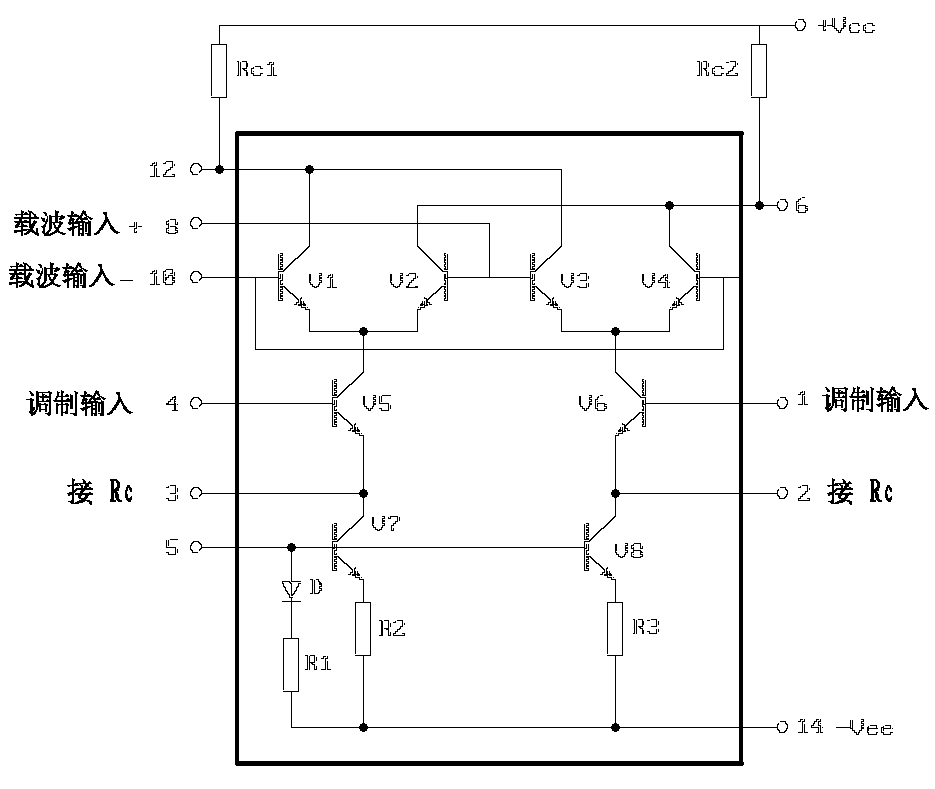 +Vcc
Rc1
Rc2
12
6
载波输入 + 8
载波输入 - 10
V1
V2
V3
V4
调制输入 4
V5
V6
1 调制输入
接 Rc 3
2 接 Rc
V7
5
V8
D
R2
R3
R1
14 -Vee